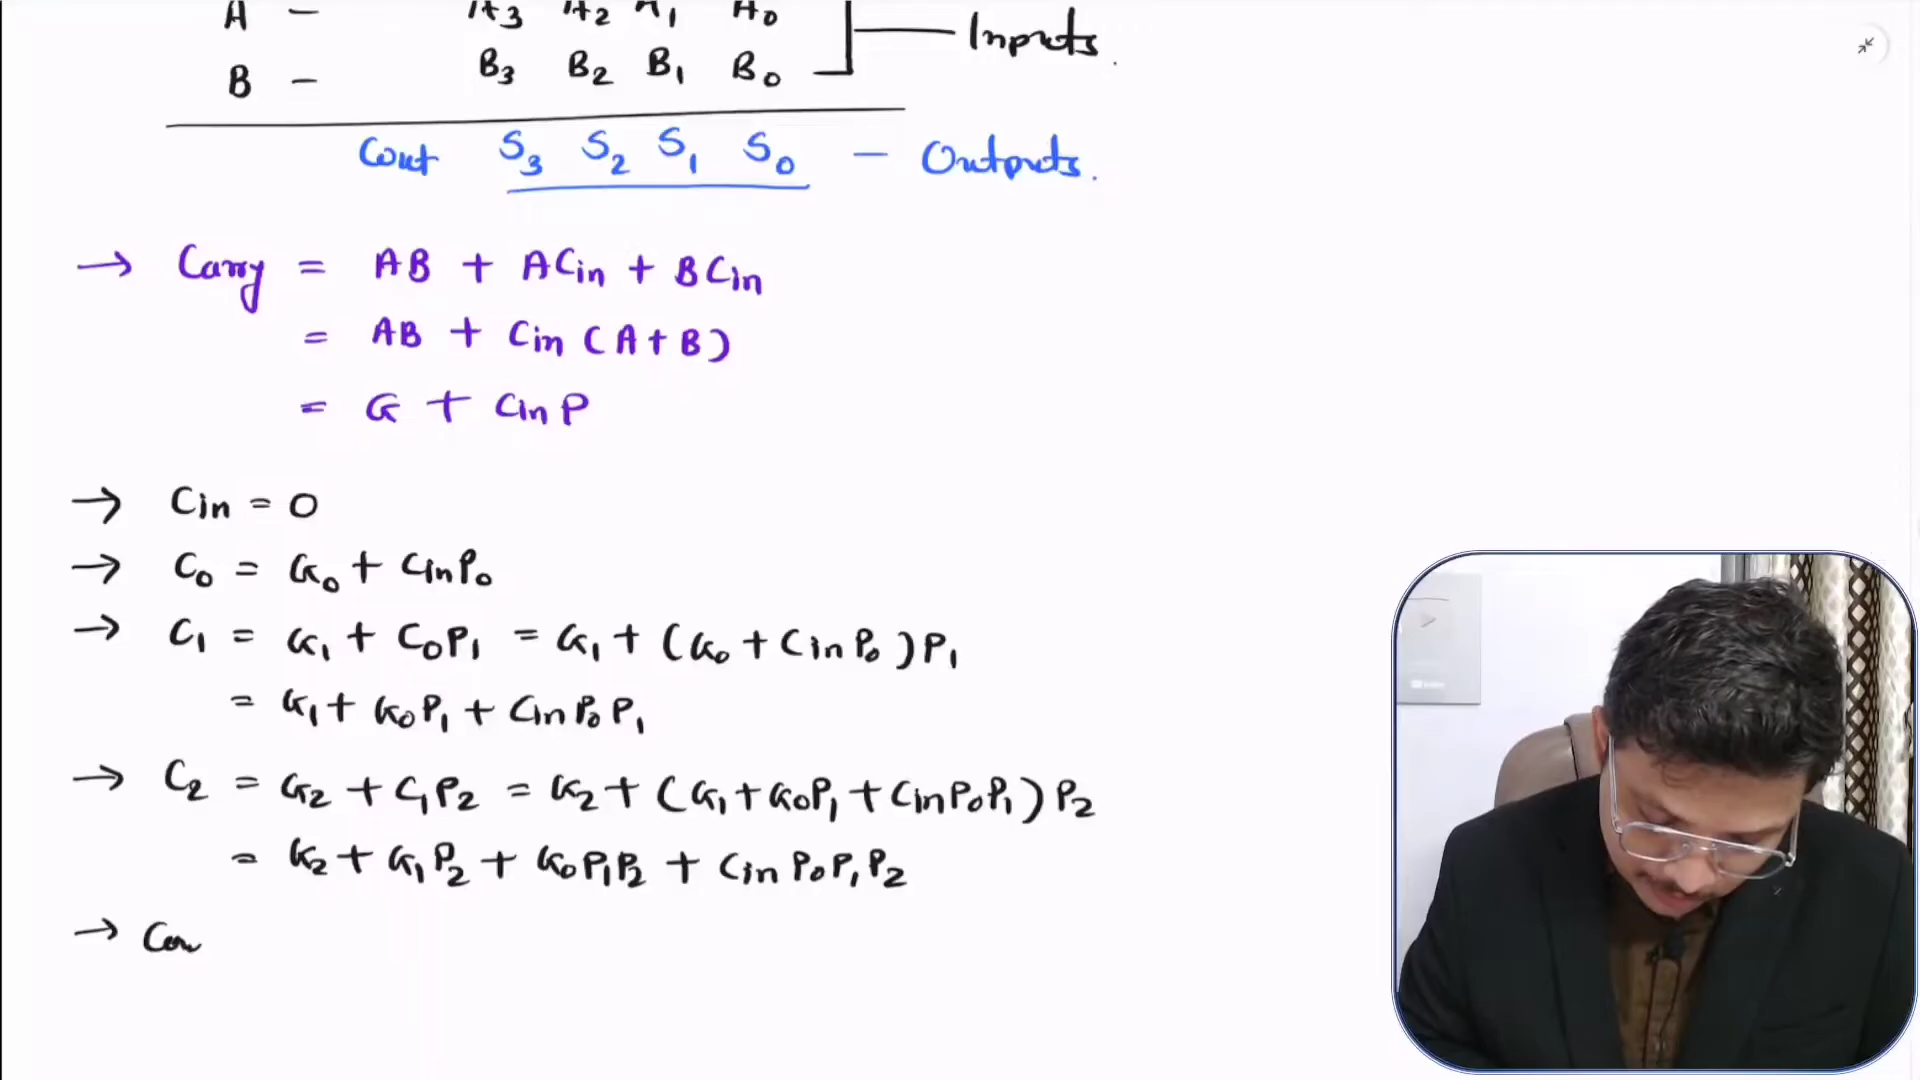 A - A3 A2 A1 A0
B - B3 B2 B1 B0 Inputs.
Cout S3 S2 S1 S0 - Outputs.
→ Carry = AB + ACin + BCin
= AB + Cin (A+B)
= G + Cin P
→ Cin = 0
→ C0 = G0 + CinP0
→ C1 = G1 + C0P1 = G1 + (G0 + CinP0)P1
= G1 + G0P1 + CinP0P1
→ C2 = G2 + C1P2 = G2 + (G1 + G0P1 + CinP0P1)P2
= G2 + G1P2 + G0P1P2 + Cin P0P1P2
→ Cou